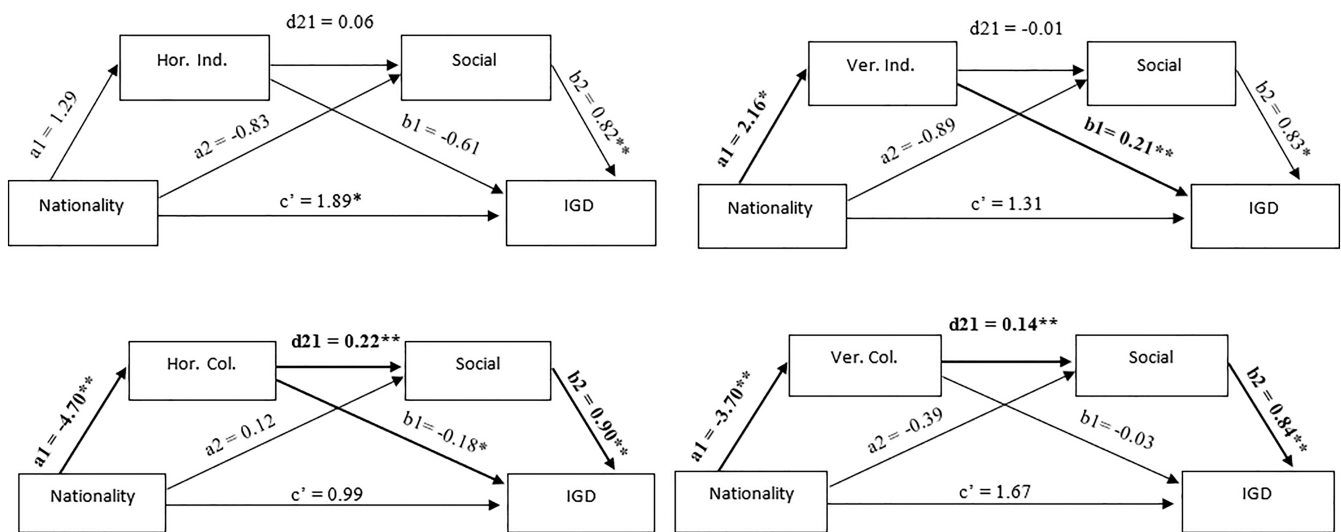 d21 = 0.06
Hor. Ind.
Social
a1 = 1.29
a2 = -0.83
b1 = -0.61
b2 = 0.82**
Nationality
c' = 1.89*
IGD
d21 = -0.01
Ver. Ind.
Social
a1 = 2.16*
a2 = -0.89
b1= 0.21**
b2 = 0.83*
Nationality
c' = 1.31
IGD
d21 = 0.22**
Hor. Col.
Social
a1 = -4.70**
a2 = 0.12
b1= -0.18*
b2 = 0.90**
Nationality
c' = 0.99
IGD
d21 = 0.14**
Ver. Col.
Social
a1 = -3.70**
a2 = -0.39
b1= -0.03
b2 = 0.84**
Nationality
c' = 1.67
IGD